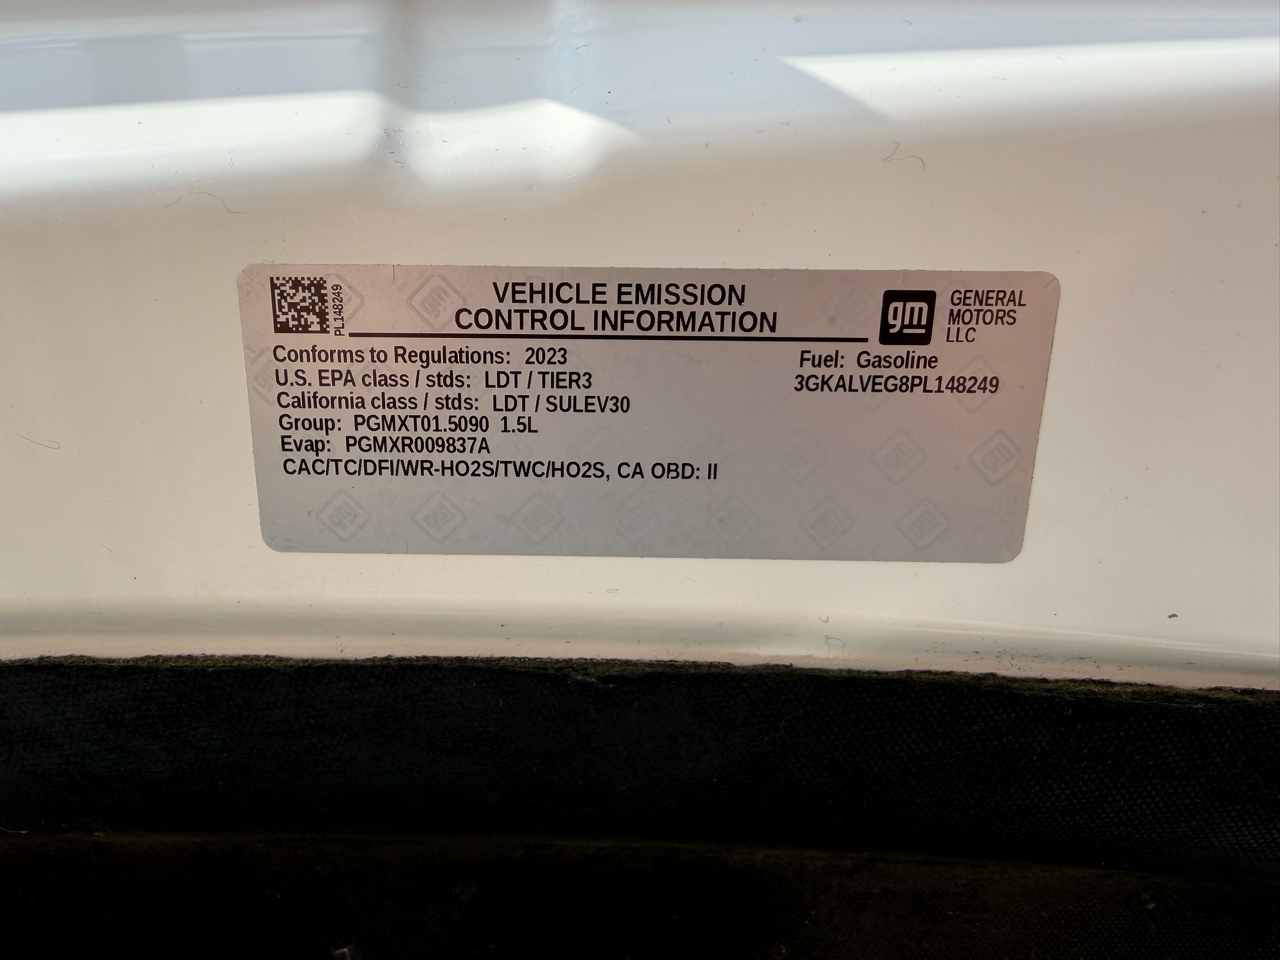 PL148249
VEHICLE EMISSION
CONTROL INFORMATION
gm
GENERAL
MOTORS
LLC
Conforms to Regulations: 2023
U.S. EPA class / stds: LDT / TIER3
California class / stds: LDT / SULEV30
Group: PGMXT01.5090 1.5L
Evap: PGMXR009837A
CAC/TC/DFI/WR-HO2S/TWC/HO2S, CA OBD: II
Fuel: Gasoline
3GKALVEG8PL148249